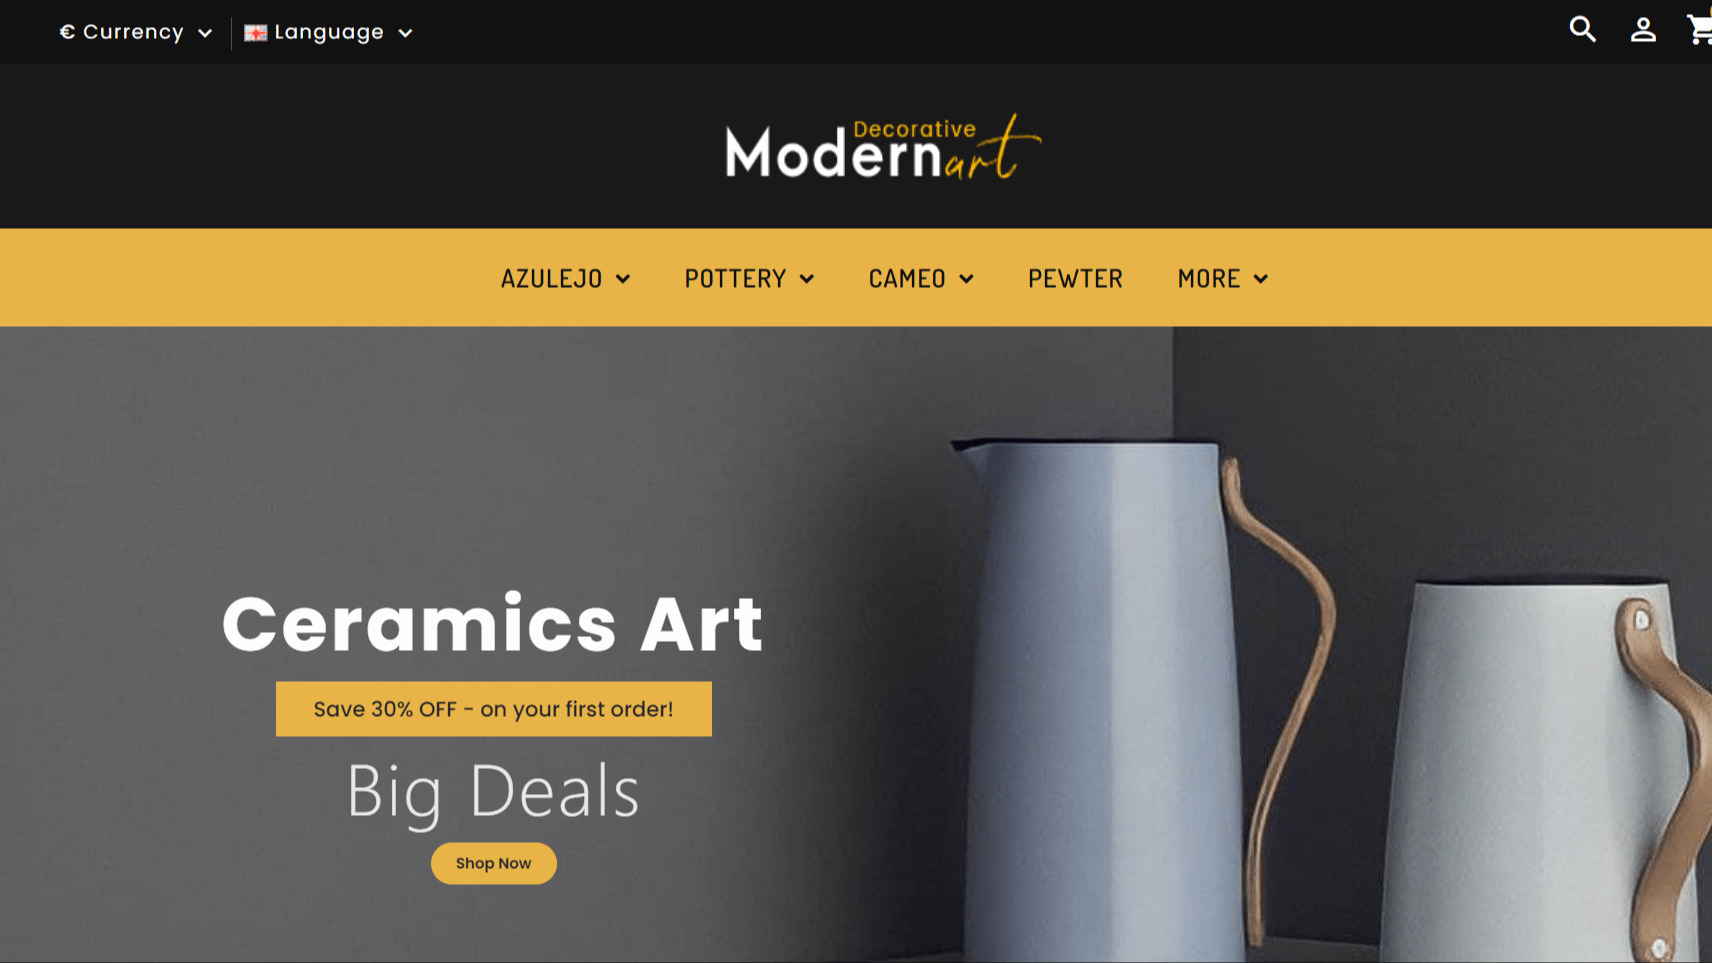 € Currency Language
Decorative
Modern art
AZULEJO POTTERY CAMEO PEWTER MORE
Ceramics Art
Save 30% OFF - on your first order!
Big Deals
Shop Now